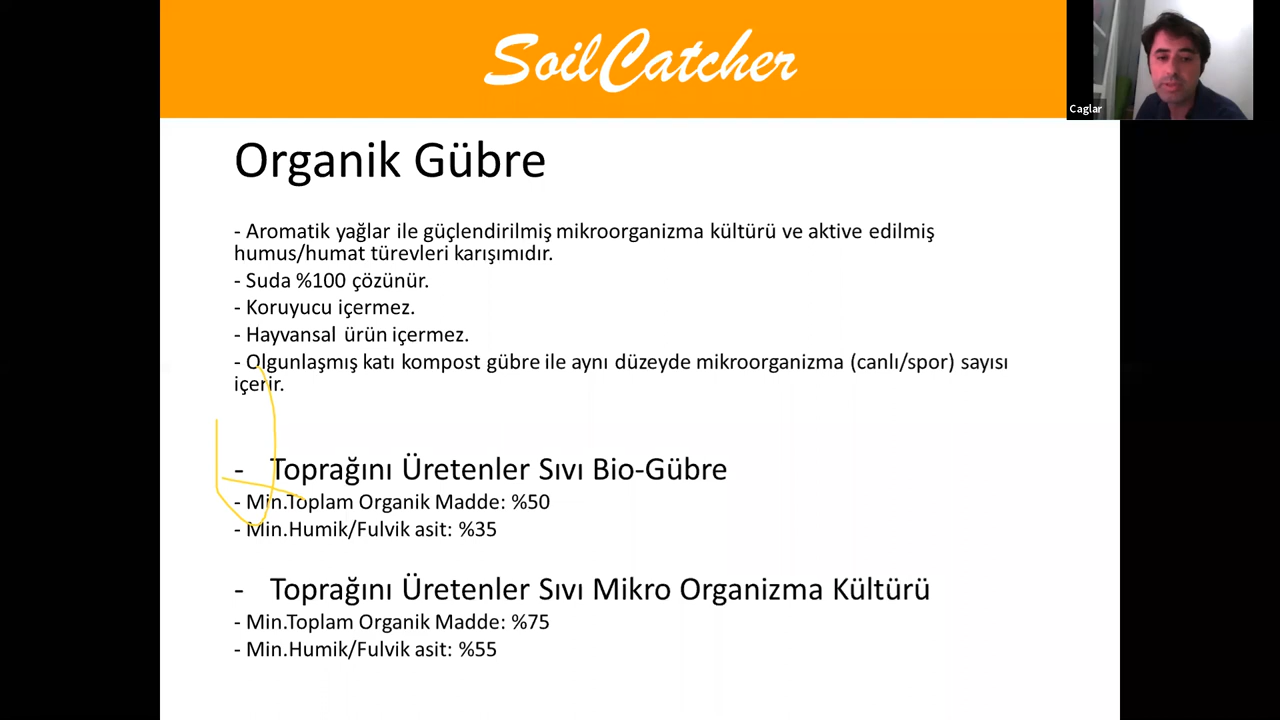 SoilCatcher
Caglar
Organik Gübre
- Aromatik yağlar ile güçlendirilmiş mikroorganizma kültürü ve aktive edilmiş
humus/humat türevleri karışımıdır.
- Suda %100 çözünür.
- Koruyucu içermez.
- Hayvansal ürün içermez.
- Olgunlaşmış katı kompost gübre ile aynı düzeyde mikroorganizma (canlı/spor) sayısı
içerir.
- Toprağını Üretenler Sıvı Bio-Gübre
- Min.Toplam Organik Madde: %50
- Min.Humik/Fulvik asit: %35
- Toprağını Üretenler Sıvı Mikro Organizma Kültürü
- Min.Toplam Organik Madde: %75
- Min.Humik/Fulvik asit: %55